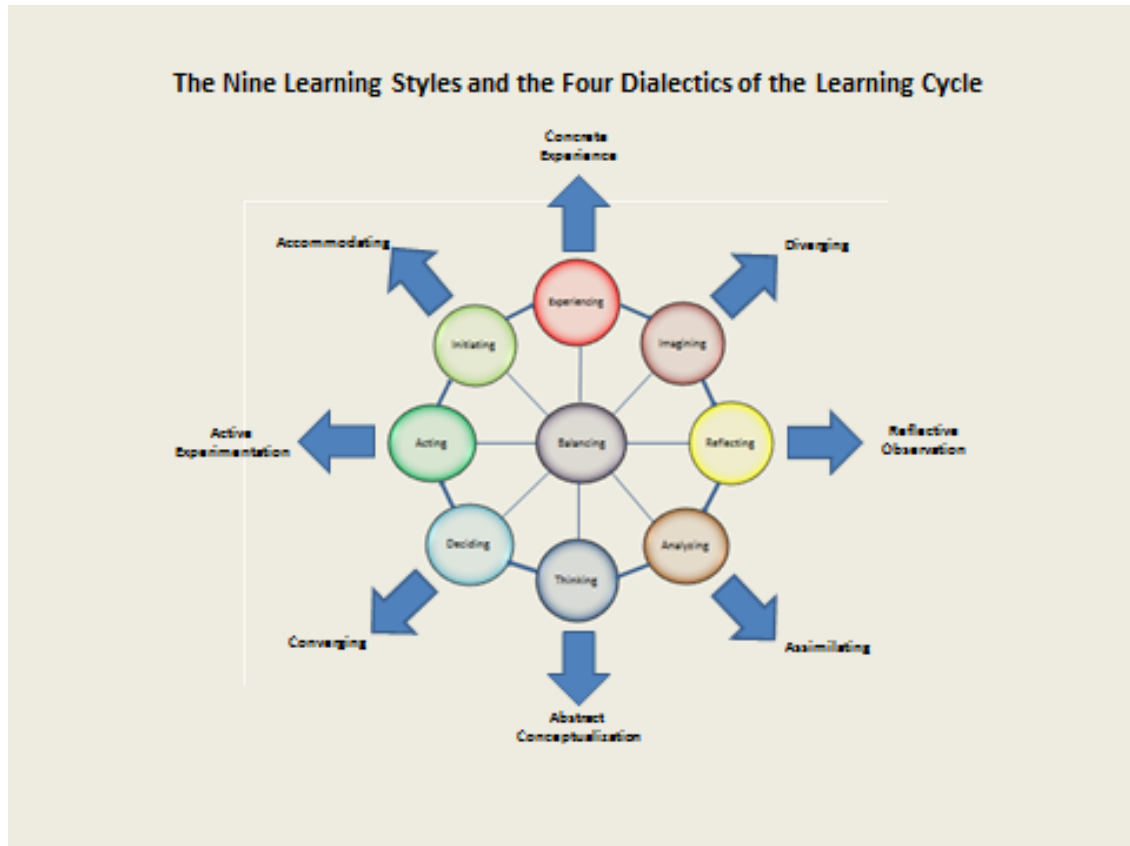 The Nine Learning Styles and the Four Dialectics of the Learning Cycle
Concrete
Experience
Accommodating
Diverging
Experiencing
Initiating
Imagining
Active
Experimentation
Acting
Balancing
Reflecting
Reflective
Observation
Deciding
Analyzing
Thinking
Converging
Assimilating
Abstract
Conceptualization